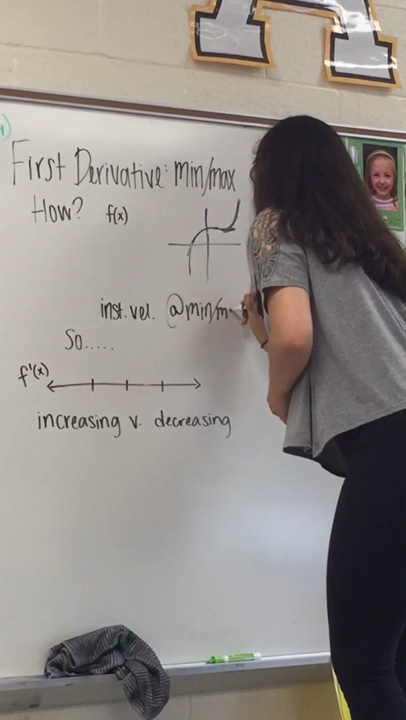 First Derivative: min/max
How? f(x)
inst. vel. @min/m
So.....
f'(x)
increasing v. decreasing